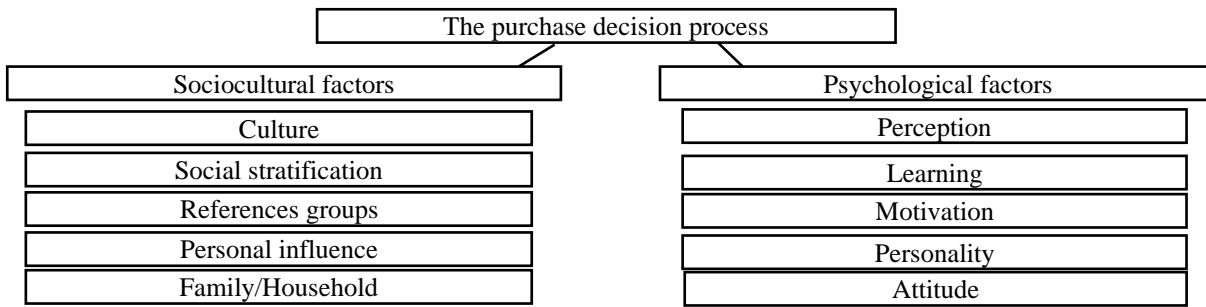 The purchase decision process
Sociocultural factors
Culture
Social stratification
References groups
Personal influence
Family/Household
Psychological factors
Perception
Learning
Motivation
Personality
Attitude